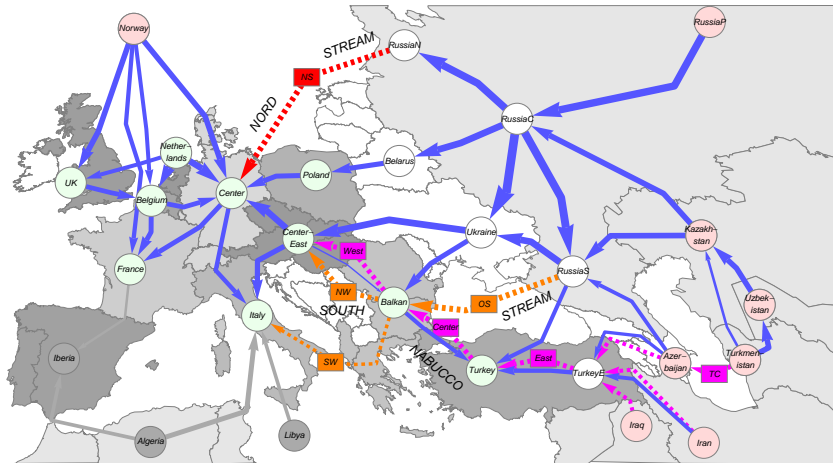 Norway
RussiaP
STREAM
RussiaN
NS
NORD
RussiaC
Nether-
lands
Belarus
Poland
UK
Center
Belgium
Ukraine
Kazakh-
stan
Center-
East
West
France
RussiaS
NW
SOUTH
Balkan
OS
STREAM
Uzbek-
istan
Italy
Center
Iberia
SW
NABUCCO
Turkey
East
TurkeyE
Azer-
baijan
TC
Turkmen-
istan
Algeria
Libya
Iraq
Iran